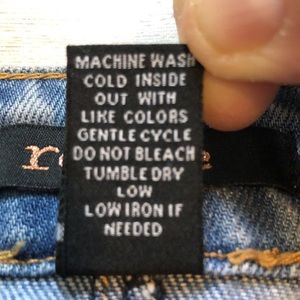 MACHINE WASH
COLD INSIDE
OUT WITH
LIKE COLORS
GENTLE CYCLE
DO NOT BLEACH
TUMBLE DRY
LOW
LOW IRON IF
NEEDED